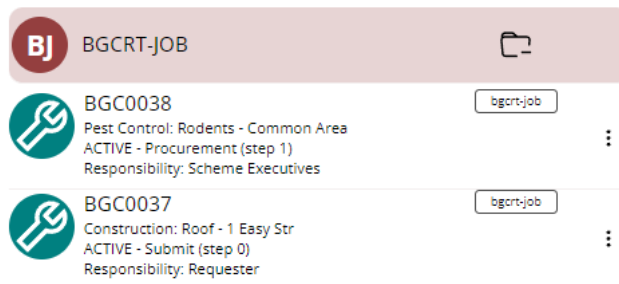 BJ BGCRT-JOB
BGC0038 bgcrt-job
Pest Control: Rodents - Common Area
ACTIVE - Procurement (step 1)
Responsibility: Scheme Executives
BGC0037 bgcrt-job
Construction: Roof - 1 Easy Str
ACTIVE - Submit (step 0)
Responsibility: Requester